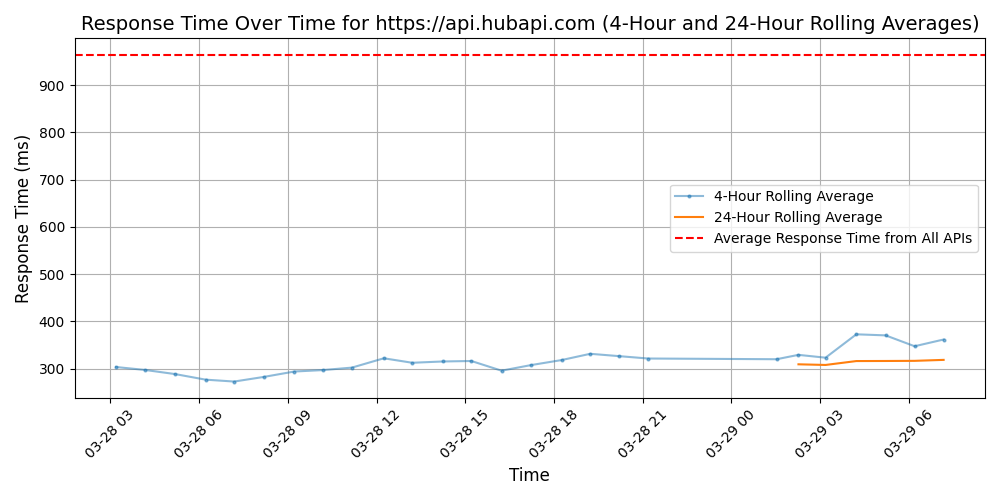 Response Time Over Time for https://api.hubapi.com (4-Hour and 24-Hour Rolling Averages)
Response Time (ms)
900
800
700
600
500
400
300
4-Hour Rolling Average
24-Hour Rolling Average
Average Response Time from All APIs
03-28 03
03-28 06
03-28 09
03-28 12
03-28 15
03-28 18
03-28 21
03-29 00
03-29 03
03-29 06
Time